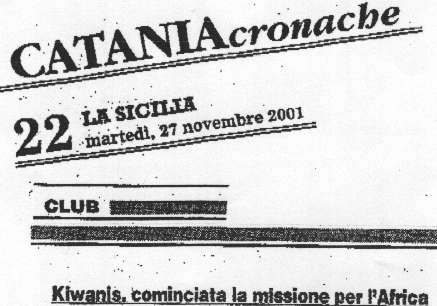 CATANIAcronache
22 LA SICILIA
martedì, 27 novembre 2001
CLUB
Kiwanis, cominciata la missione per l'Africa